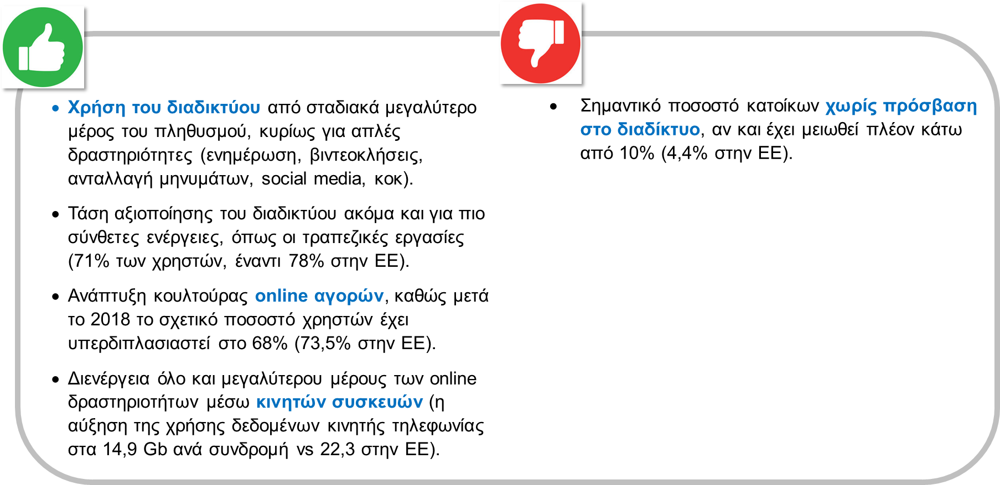 • Χρήση του διαδικτύου από σταδιακά μεγαλύτερο
μέρος του πληθυσμού, κυρίως για απλές
δραστηριότητες (ενημέρωση, βιντεοκλήσεις,
ανταλλαγή μηνυμάτων, social media, κοκ).
• Τάση αξιοποίησης του διαδικτύου ακόμα και για πιο
σύνθετες ενέργειες, όπως οι τραπεζικές εργασίες
(71% των χρηστών, έναντι 78% στην ΕΕ).
• Ανάπτυξη κουλτούρας online αγορών, καθώς μετά
το 2018 το σχετικό ποσοστό χρηστών έχει
υπερδιπλασιαστεί στο 68% (73,5% στην ΕΕ).
• Διενέργεια όλο και μεγαλύτερου μέρους των online
δραστηριοτήτων μέσω κινητών συσκευών (η
αύξηση της χρήσης δεδομένων κινητής τηλεφωνίας
στα 14,9 Gb ανά συνδρομή vs 22,3 στην ΕΕ).
• Σημαντικό ποσοστό κατοίκων χωρίς πρόσβαση
στο διαδίκτυο, αν και έχει μειωθεί πλέον κάτω
από 10% (4,4% στην ΕΕ).